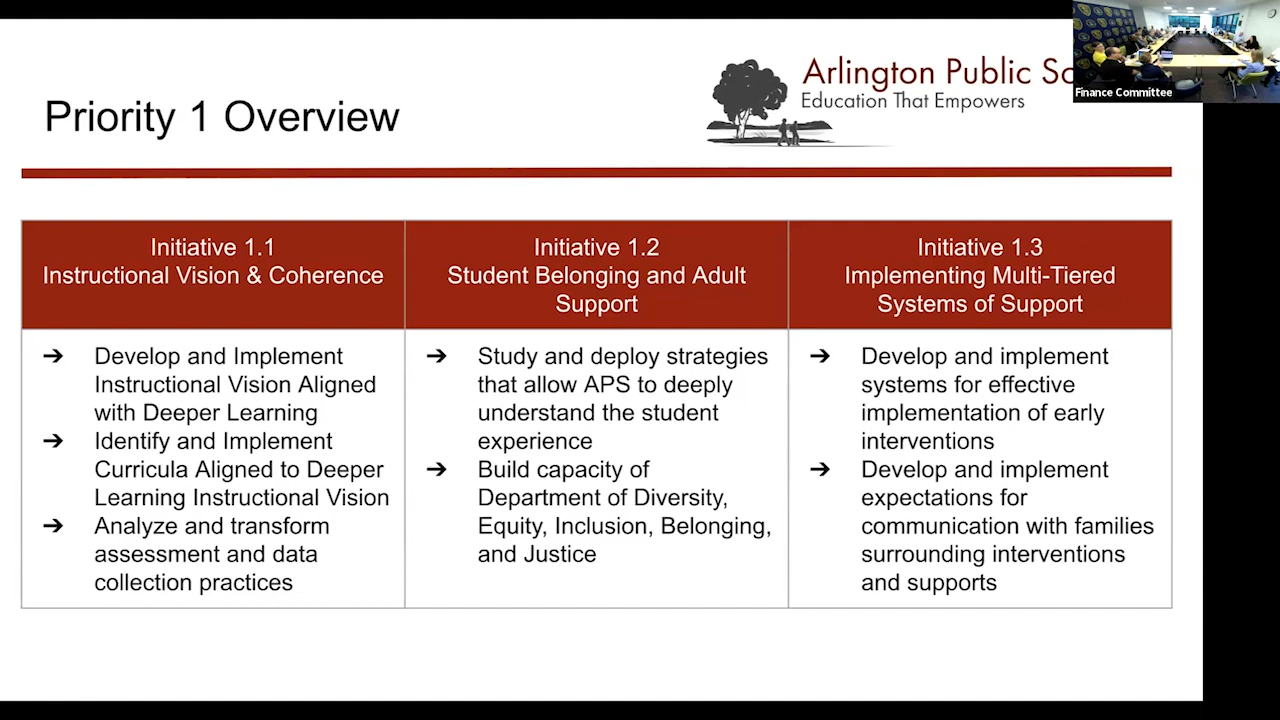 Priority 1 Overview
Arlington Public Sc
Education That Empowers
Finance Committee
Initiative 1.1
Instructional Vision & Coherence
Initiative 1.2
Student Belonging and Adult
Support
Initiative 1.3
Implementing Multi-Tiered
Systems of Support
➔ Develop and Implement
Instructional Vision Aligned
with Deeper Learning
➔ Identify and Implement
Curricula Aligned to Deeper
Learning Instructional Vision
➔ Analyze and transform
assessment and data
collection practices
➔ Study and deploy strategies
that allow APS to deeply
understand the student
experience
➔ Build capacity of
Department of Diversity,
Equity, Inclusion, Belonging,
and Justice
➔ Develop and implement
systems for effective
implementation of early
interventions
➔ Develop and implement
expectations for
communication with families
surrounding interventions
and supports